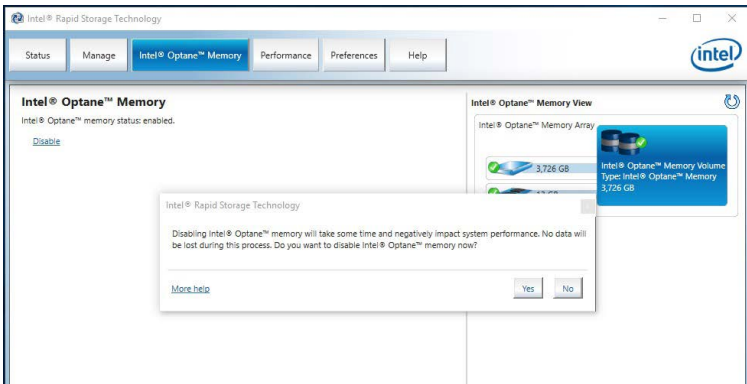 Intel® Rapid Storage Technology
Status
Manage
Intel® Optane™ Memory
Performance
Preferences
Help
intel
Intel® Optane™ Memory
Intel® Optane™ memory status: enabled.
Disable
Intel® Optane™ Memory View
Intel® Optane™ Memory Array
3,726 GB
Intel® Optane™ Memory Volume
Type: Intel® Optane™ Memory
3,726 GB
Intel® Rapid Storage Technology
Disabling Intel® Optane™ memory will take some time and negatively impact system performance. No data will
be lost during this process. Do you want to disable Intel® Optane™ memory now?
More help
Yes
No